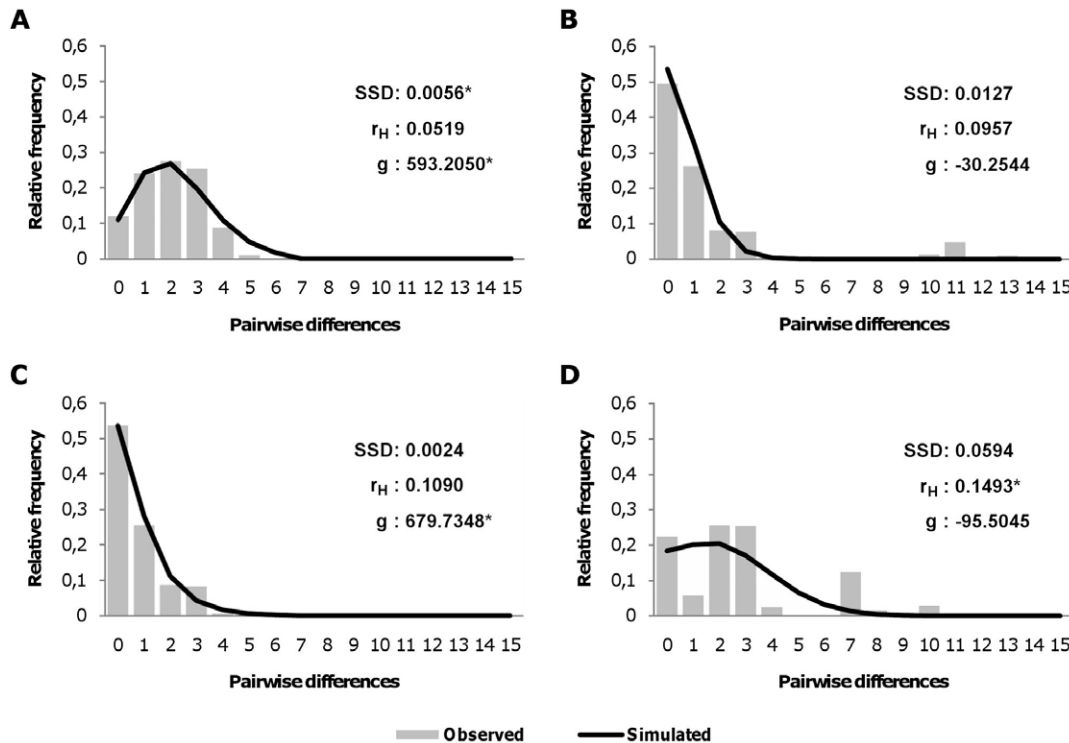 A
0,6
0,5
0,4
0,3
0,2
0,1
0
Relative frequency
SSD: 0.0056*
rH : 0.0519
g : 593.2050*
0 1 2 3 4 5 6 7 8 9 10 11 12 13 14 15
Pairwise differences
B
0,6
0,5
0,4
0,3
0,2
0,1
0
Relative frequency
SSD: 0.0127
rH : 0.0957
g : -30.2544
0 1 2 3 4 5 6 7 8 9 10 11 12 13 14 15
Pairwise differences
C
0,6
0,5
0,4
0,3
0,2
0,1
0
Relative frequency
SSD: 0.0024
rH : 0.1090
g : 679.7348*
0 1 2 3 4 5 6 7 8 9 10 11 12 13 14 15
Pairwise differences
D
0,6
0,5
0,4
0,3
0,2
0,1
0
Relative frequency
SSD: 0.0594
rH : 0.1493*
g : -95.5045
0 1 2 3 4 5 6 7 8 9 10 11 12 13 14 15
Pairwise differences
Observed Simulated